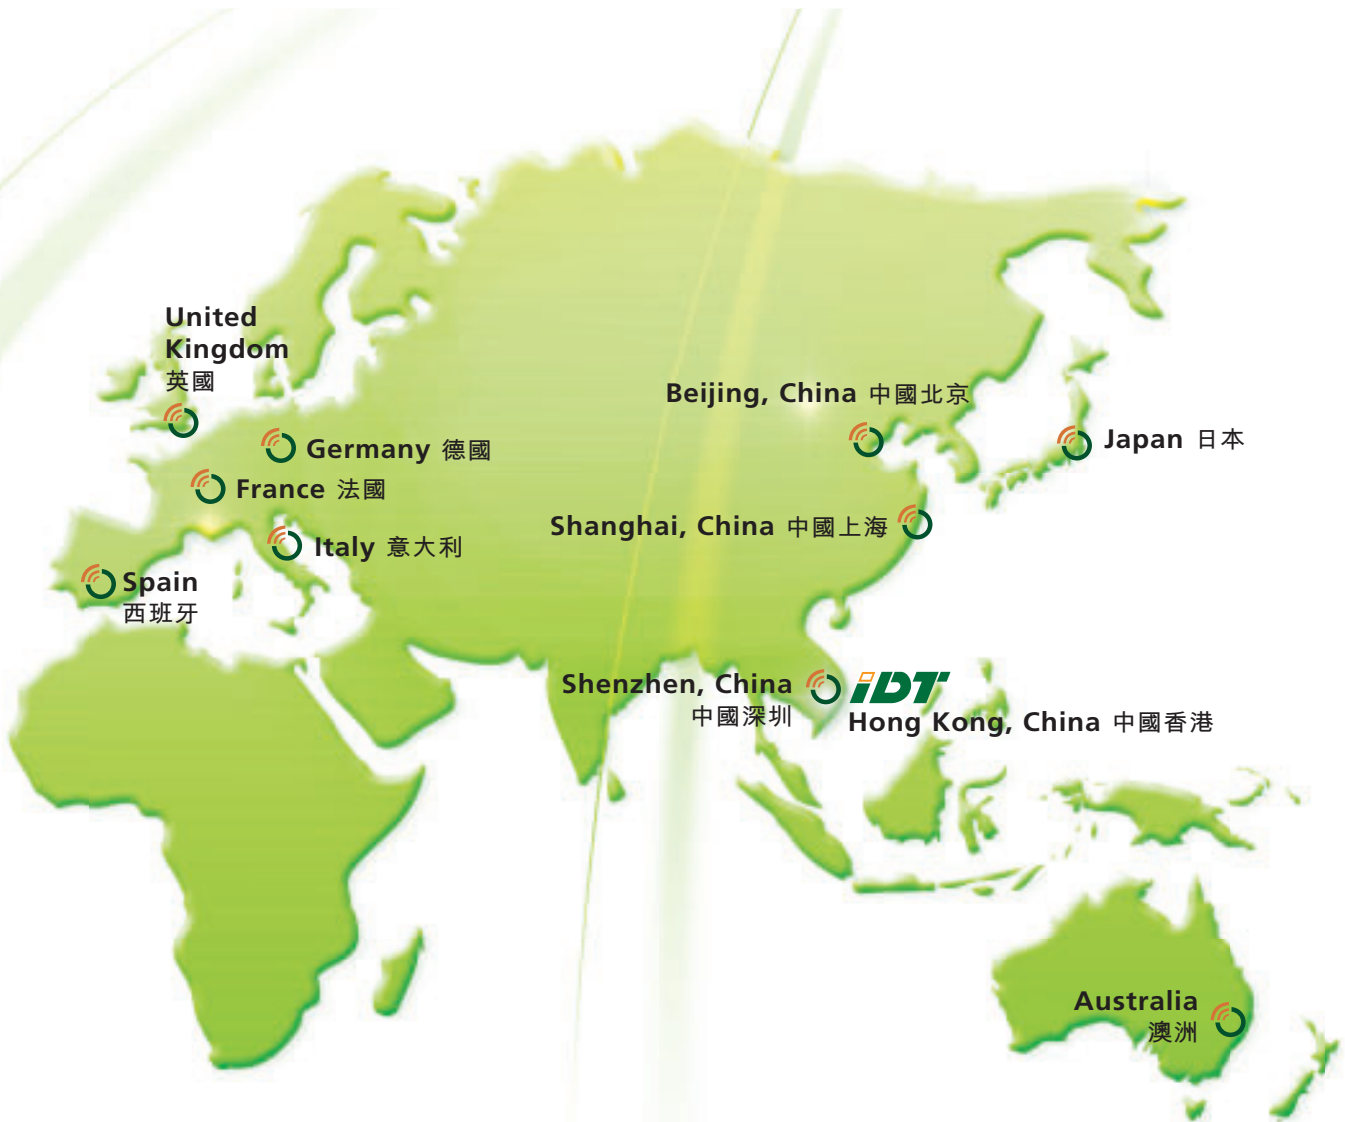 United
Kingdom
英國
Germany 德國
France 法國
Italy 意大利
Spain
西班牙
Beijing, China 中國北京
Japan 日本
Shanghai, China 中國上海
Shenzhen, China
中國深圳
iDT
Hong Kong, China 中國香港
Australia
澳洲